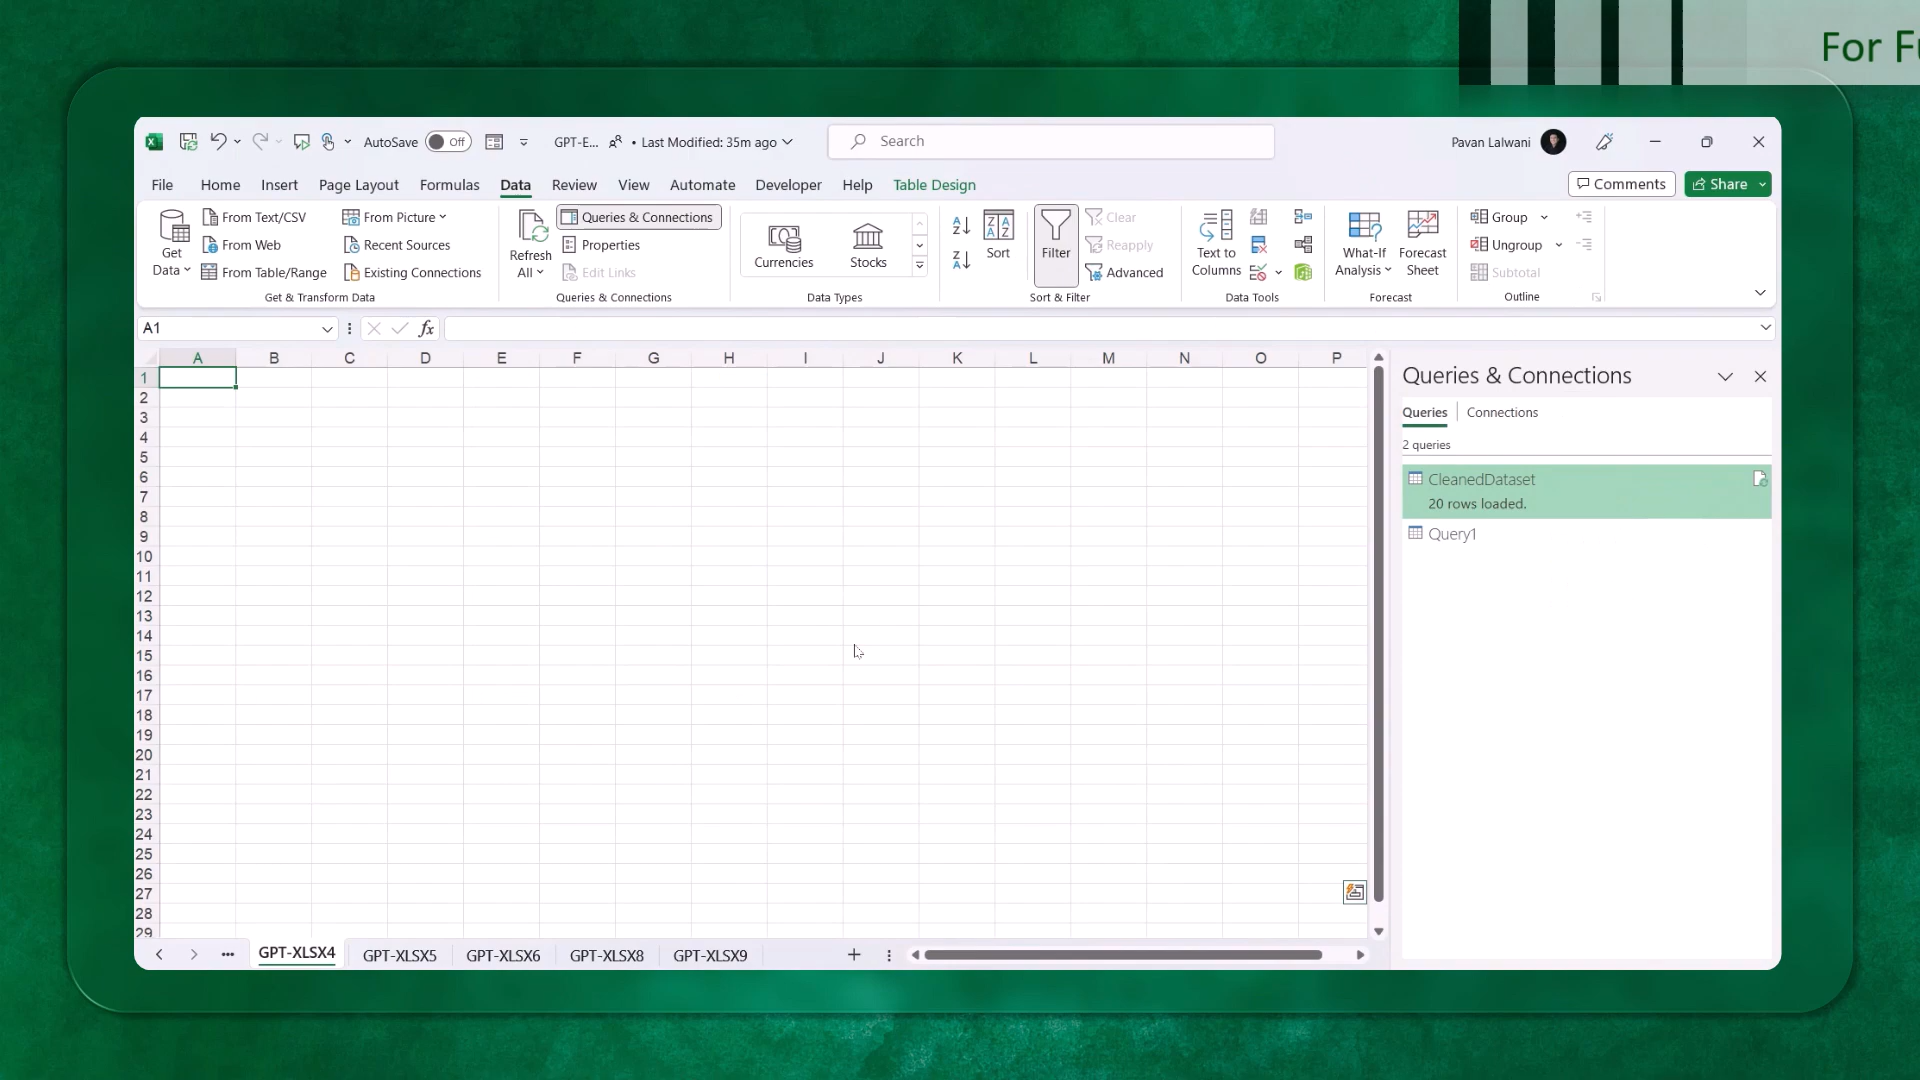 For Fu
AutoSave Off GPT-E... • Last Modified: 35m ago Search Pavan Lalwani
File Home Insert Page Layout Formulas Data Review View Automate Developer Help Table Design Comments Share
Get Data
From Text/CSV
From Web
From Table/Range
From Picture
Recent Sources
Existing Connections
Get & Transform Data
Refresh All
Queries & Connections
Properties
Edit Links
Queries & Connections
Currencies
Stocks
Data Types
Sort
Filter
Clear
Reapply
Advanced
Sort & Filter
Text to Columns
Data Tools
What-If Analysis
Forecast Sheet
Forecast
Group
Ungroup
Subtotal
Outline
A1 fx
A B C D E F G H I J K L M N O P
1
2
3
4
5
6
7
8
9
10
11
12
13
14
15
16
17
18
19
20
21
22
23
24
25
26
27
28
29
Queries & Connections
Queries Connections
2 queries
CleanedDataset
20 rows loaded.
Query1
GPT-XLSX4 GPT-XLSX5 GPT-XLSX6 GPT-XLSX8 GPT-XLSX9